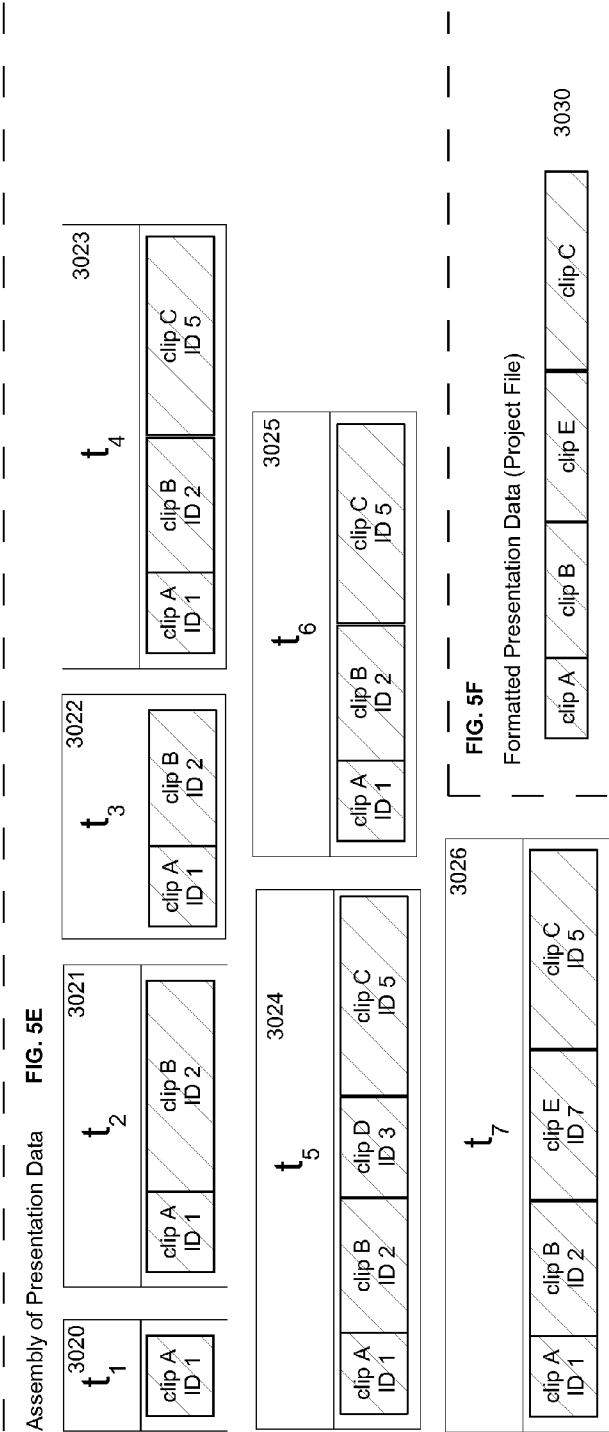 Assembly of Presentation Data FIG. 5E
3020
t1
clip A
ID 1
3021
t2
clip A
ID 1
clip B
ID 2
3022
t3
clip A
ID 1
clip B
ID 2
3023
t4
clip A
ID 1
clip B
ID 2
clip C
ID 5
3024
t5
clip A
ID 1
clip B
ID 2
clip D
ID 3
clip C
ID 5
3025
t6
clip A
ID 1
clip B
ID 2
clip C
ID 5
3026
t7
clip A
ID 1
clip B
ID 2
clip E
ID 7
clip C
ID 5
FIG. 5F
Formatted Presentation Data (Project File)
clip A
clip B
clip E
clip C
3030